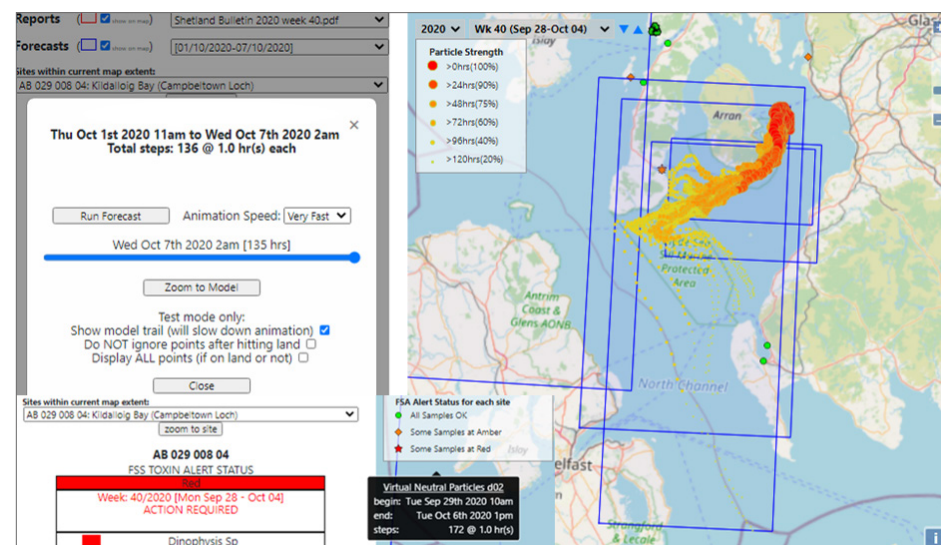 Reports ( show on map)
Shetland Bulletin 2020 week 40.pdf
Forecasts ( show on map)
[01/10/2020-07/10/2020]
Sites within current map extent:
AB 029 008 04: Kildalloig Bay (Campbeltown Loch)
×
Thu Oct 1st 2020 11am to Wed Oct 7th 2020 2am
Total steps: 136 @ 1.0 hr(s) each
Run Forecast
Animation Speed: Very Fast
Wed Oct 7th 2020 2am [135 hrs]
Zoom to Model
Test mode only:
Show model trail (will slow down animation)
Do NOT ignore points after hitting land
Display ALL points (if on land or not)
Close
Sites within current map extent:
AB 029 008 04: Kildalloig Bay (Campbeltown Loch)
zoom to site
AB 029 008 04
FSS TOXIN ALERT STATUS
Red
Week: 40/2020 [Mon Sep 28 - Oct 04]
ACTION REQUIRED
Dinophysis Sp
2020
Wk 40 (Sep 28-Oct 04)
Islay
Glas
Particle Strength
>0hrs(100%)
>24hrs(90%)
>48hrs(75%)
>72hrs(60%)
>96hrs(40%)
>120hrs(20%)
Arran
Protected
Area
Antrim
Coast &
Glens AONB
North Channel
FSA Alert Status for each site
All Samples OK
Some Samples at Amber
Some Samples at Red
Islay
elfast
Virtual Neutral Particles d02
begin: Tue Sep 29th 2020 10am
end: Tue Oct 6th 2020 1pm
steps: 172 @ 1.0 hr(s)
Strangford
& Lecale
i